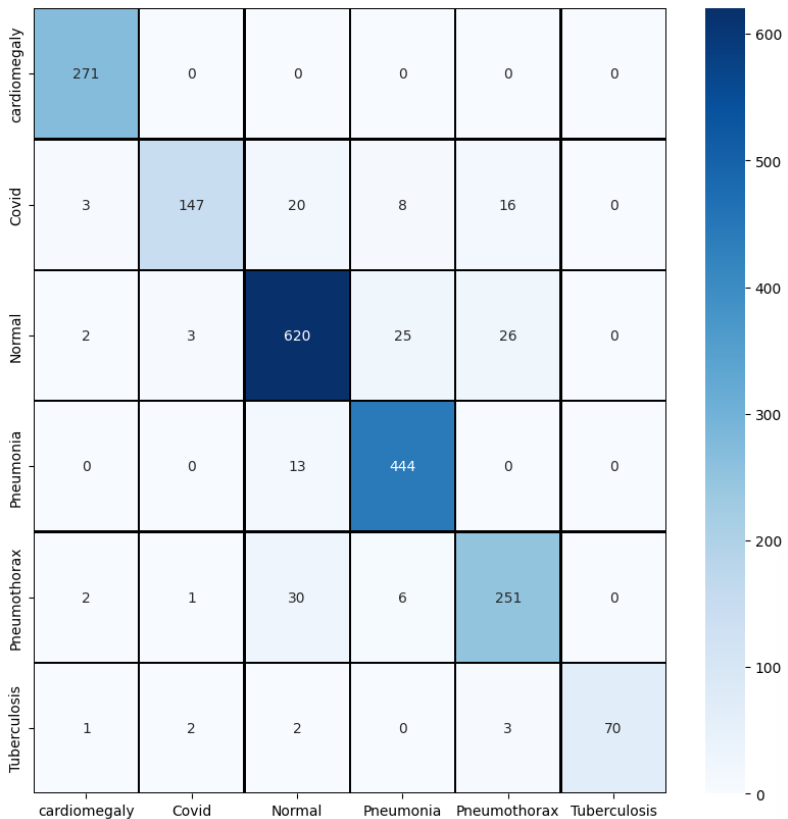 cardiomegaly 271 0 0 0 0 0
Covid 3 147 20 8 16 0
Normal 2 3 620 25 26 0
Pneumonia 0 0 13 444 0 0
Pneumothorax 2 1 30 6 251 0
Tuberculosis 1 2 2 0 3 70
cardiomegaly Covid Normal Pneumonia Pneumothorax Tuberculosis
600
500
400
300
200
100
0